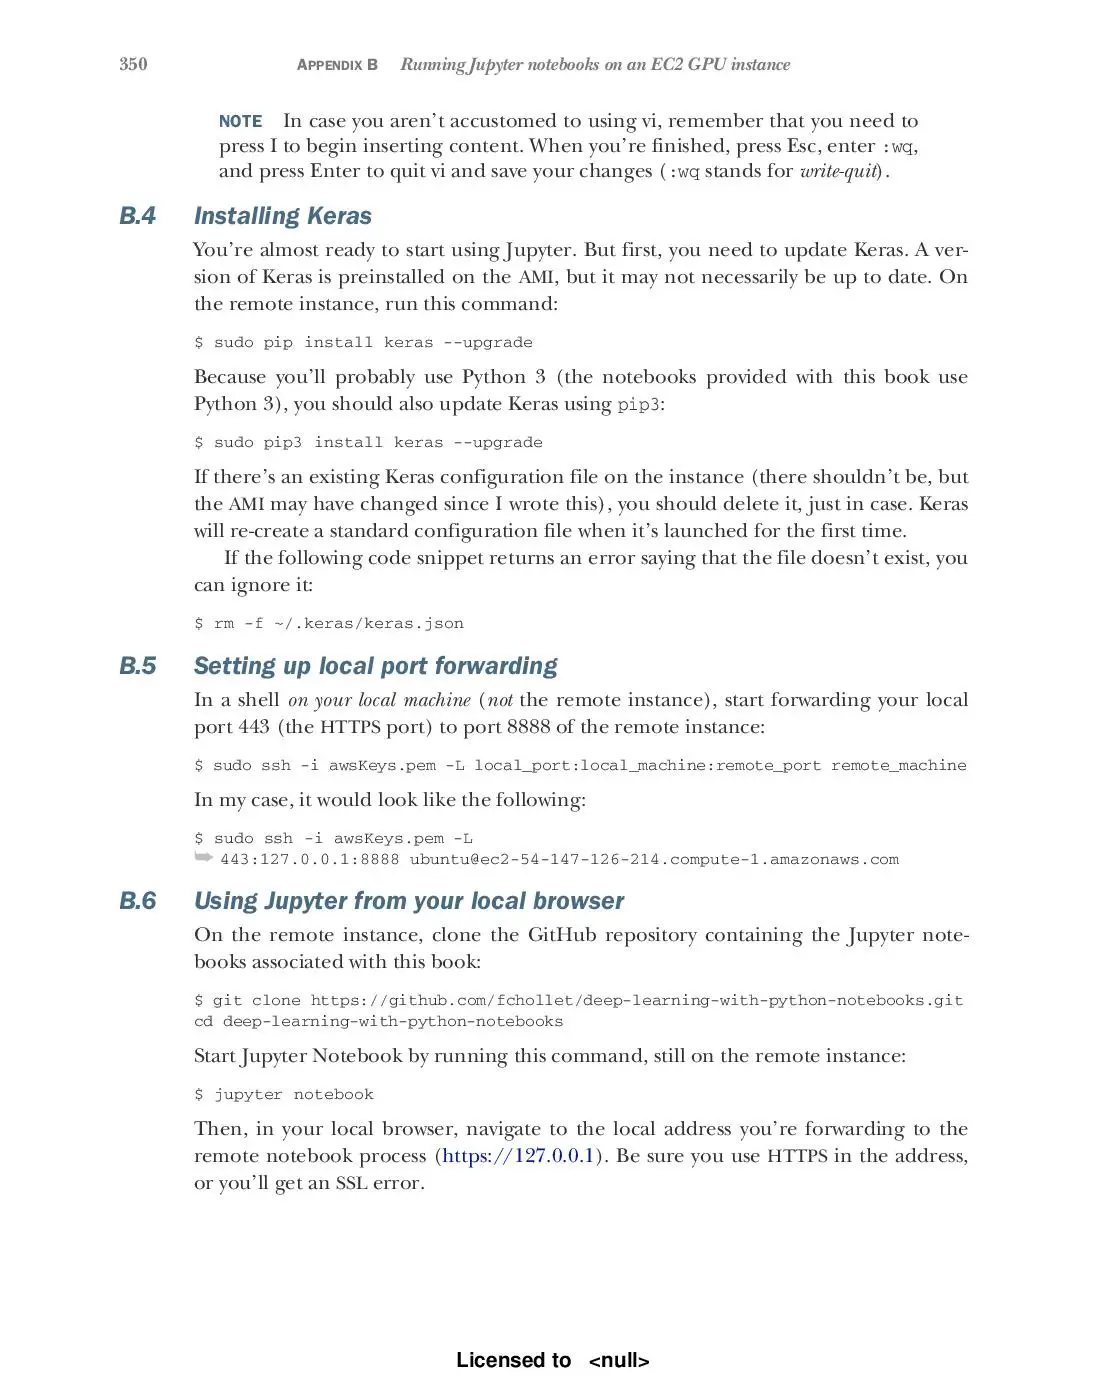 350 APPENDIX B Running Jupyter notebooks on an EC2 GPU instance
NOTE In case you aren't accustomed to using vi, remember that you need to
press I to begin inserting content. When you're finished, press Esc, enter :wq,
and press Enter to quit vi and save your changes (:wq stands for write-quit).
B.4 Installing Keras
You're almost ready to start using Jupyter. But first, you need to update Keras. A ver-
sion of Keras is preinstalled on the AMI, but it may not necessarily be up to date. On
the remote instance, run this command:
$ sudo pip install keras --upgrade
Because you'll probably use Python 3 (the notebooks provided with this book use
Python 3), you should also update Keras using pip3:
$ sudo pip3 install keras --upgrade
If there's an existing Keras configuration file on the instance (there shouldn't be, but
the AMI may have changed since I wrote this), you should delete it, just in case. Keras
will re-create a standard configuration file when it's launched for the first time.
If the following code snippet returns an error saying that the file doesn't exist, you
can ignore it:
$ rm -f ~/.keras/keras.json
B.5 Setting up local port forwarding
In a shell on your local machine (not the remote instance), start forwarding your local
port 443 (the HTTPS port) to port 8888 of the remote instance:
$ sudo ssh -i awsKeys.pem -L local_port:local_machine:remote_port remote_machine
In my case, it would look like the following:
$ sudo ssh -i awsKeys.pem -L
➥ 443:127.0.0.1:8888 ubuntu@ec2-54-147-126-214.compute-1.amazonaws.com
B.6 Using Jupyter from your local browser
On the remote instance, clone the GitHub repository containing the Jupyter note-
books associated with this book:
$ git clone https://github.com/fchollet/deep-learning-with-python-notebooks.git
cd deep-learning-with-python-notebooks
Start Jupyter Notebook by running this command, still on the remote instance:
$ jupyter notebook
Then, in your local browser, navigate to the local address you're forwarding to the
remote notebook process (https://127.0.0.1). Be sure you use HTTPS in the address,
or you'll get an SSL error.
Licensed to <null>